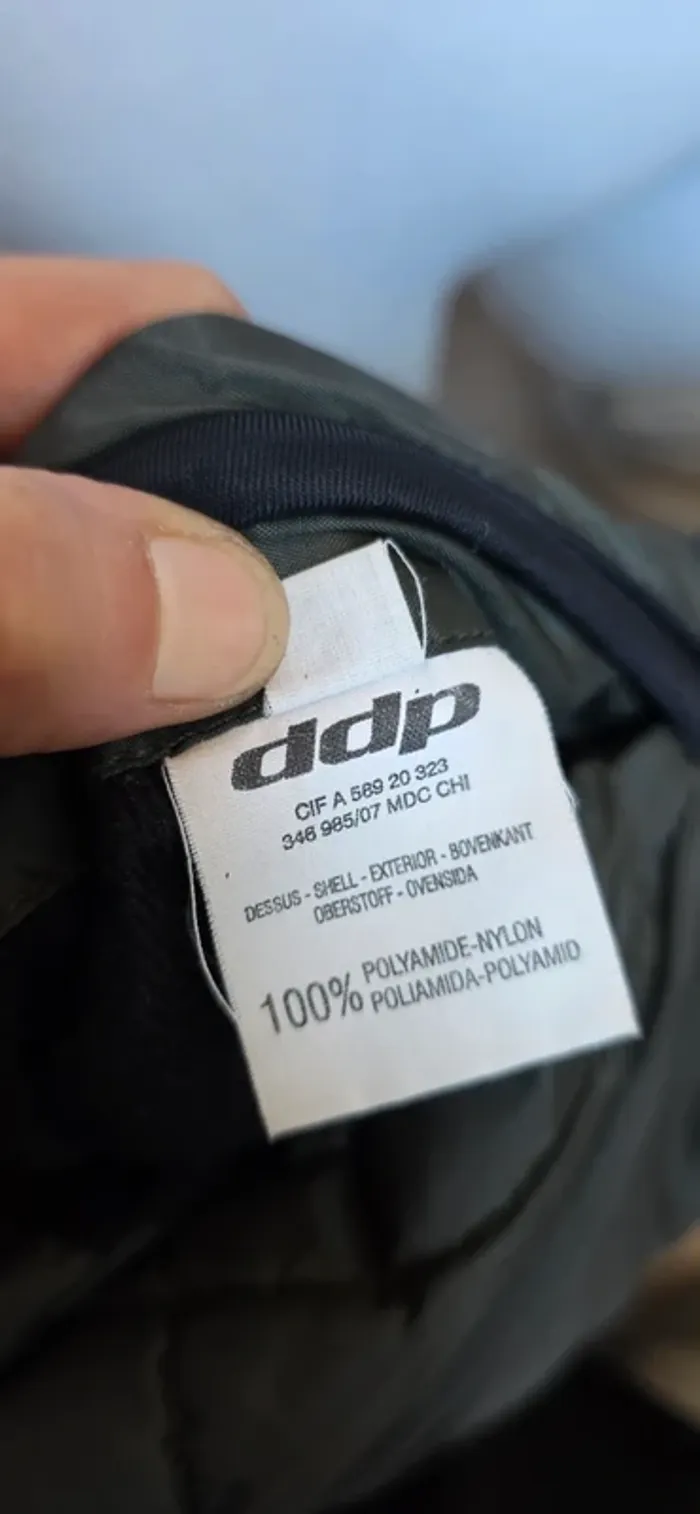 ddp
CIF A 589 20 323
346 985/07 MDC CHI
DESSUS - SHELL - EXTERIOR - BOVENKANT
OBERSTOFF - OVENSIDA
100% POLYAMIDE-NYLON
POLIAMIDA-POLYAMID